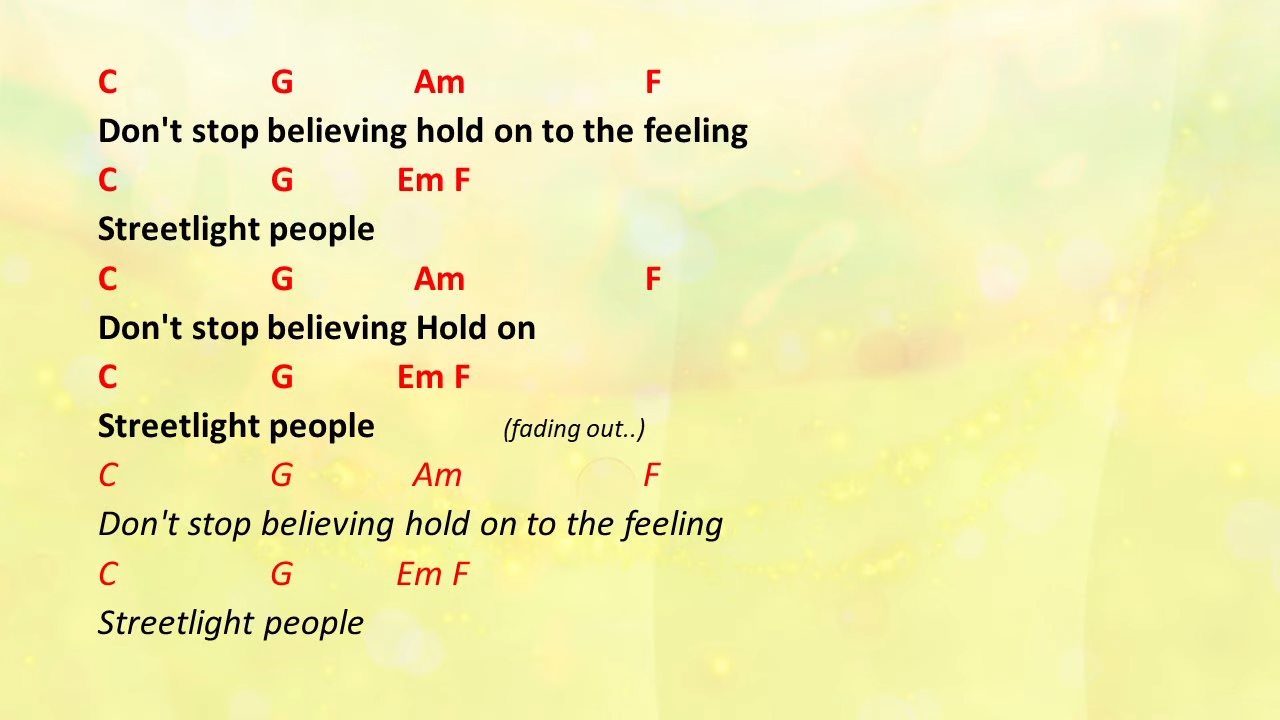 C G Am F
Don't stop believing hold on to the feeling
C G Em F
Streetlight people
C G Am F
Don't stop believing Hold on
C G Em F
Streetlight people (fading out..)
C G Am F
Don't stop believing hold on to the feeling
C G Em F
Streetlight people